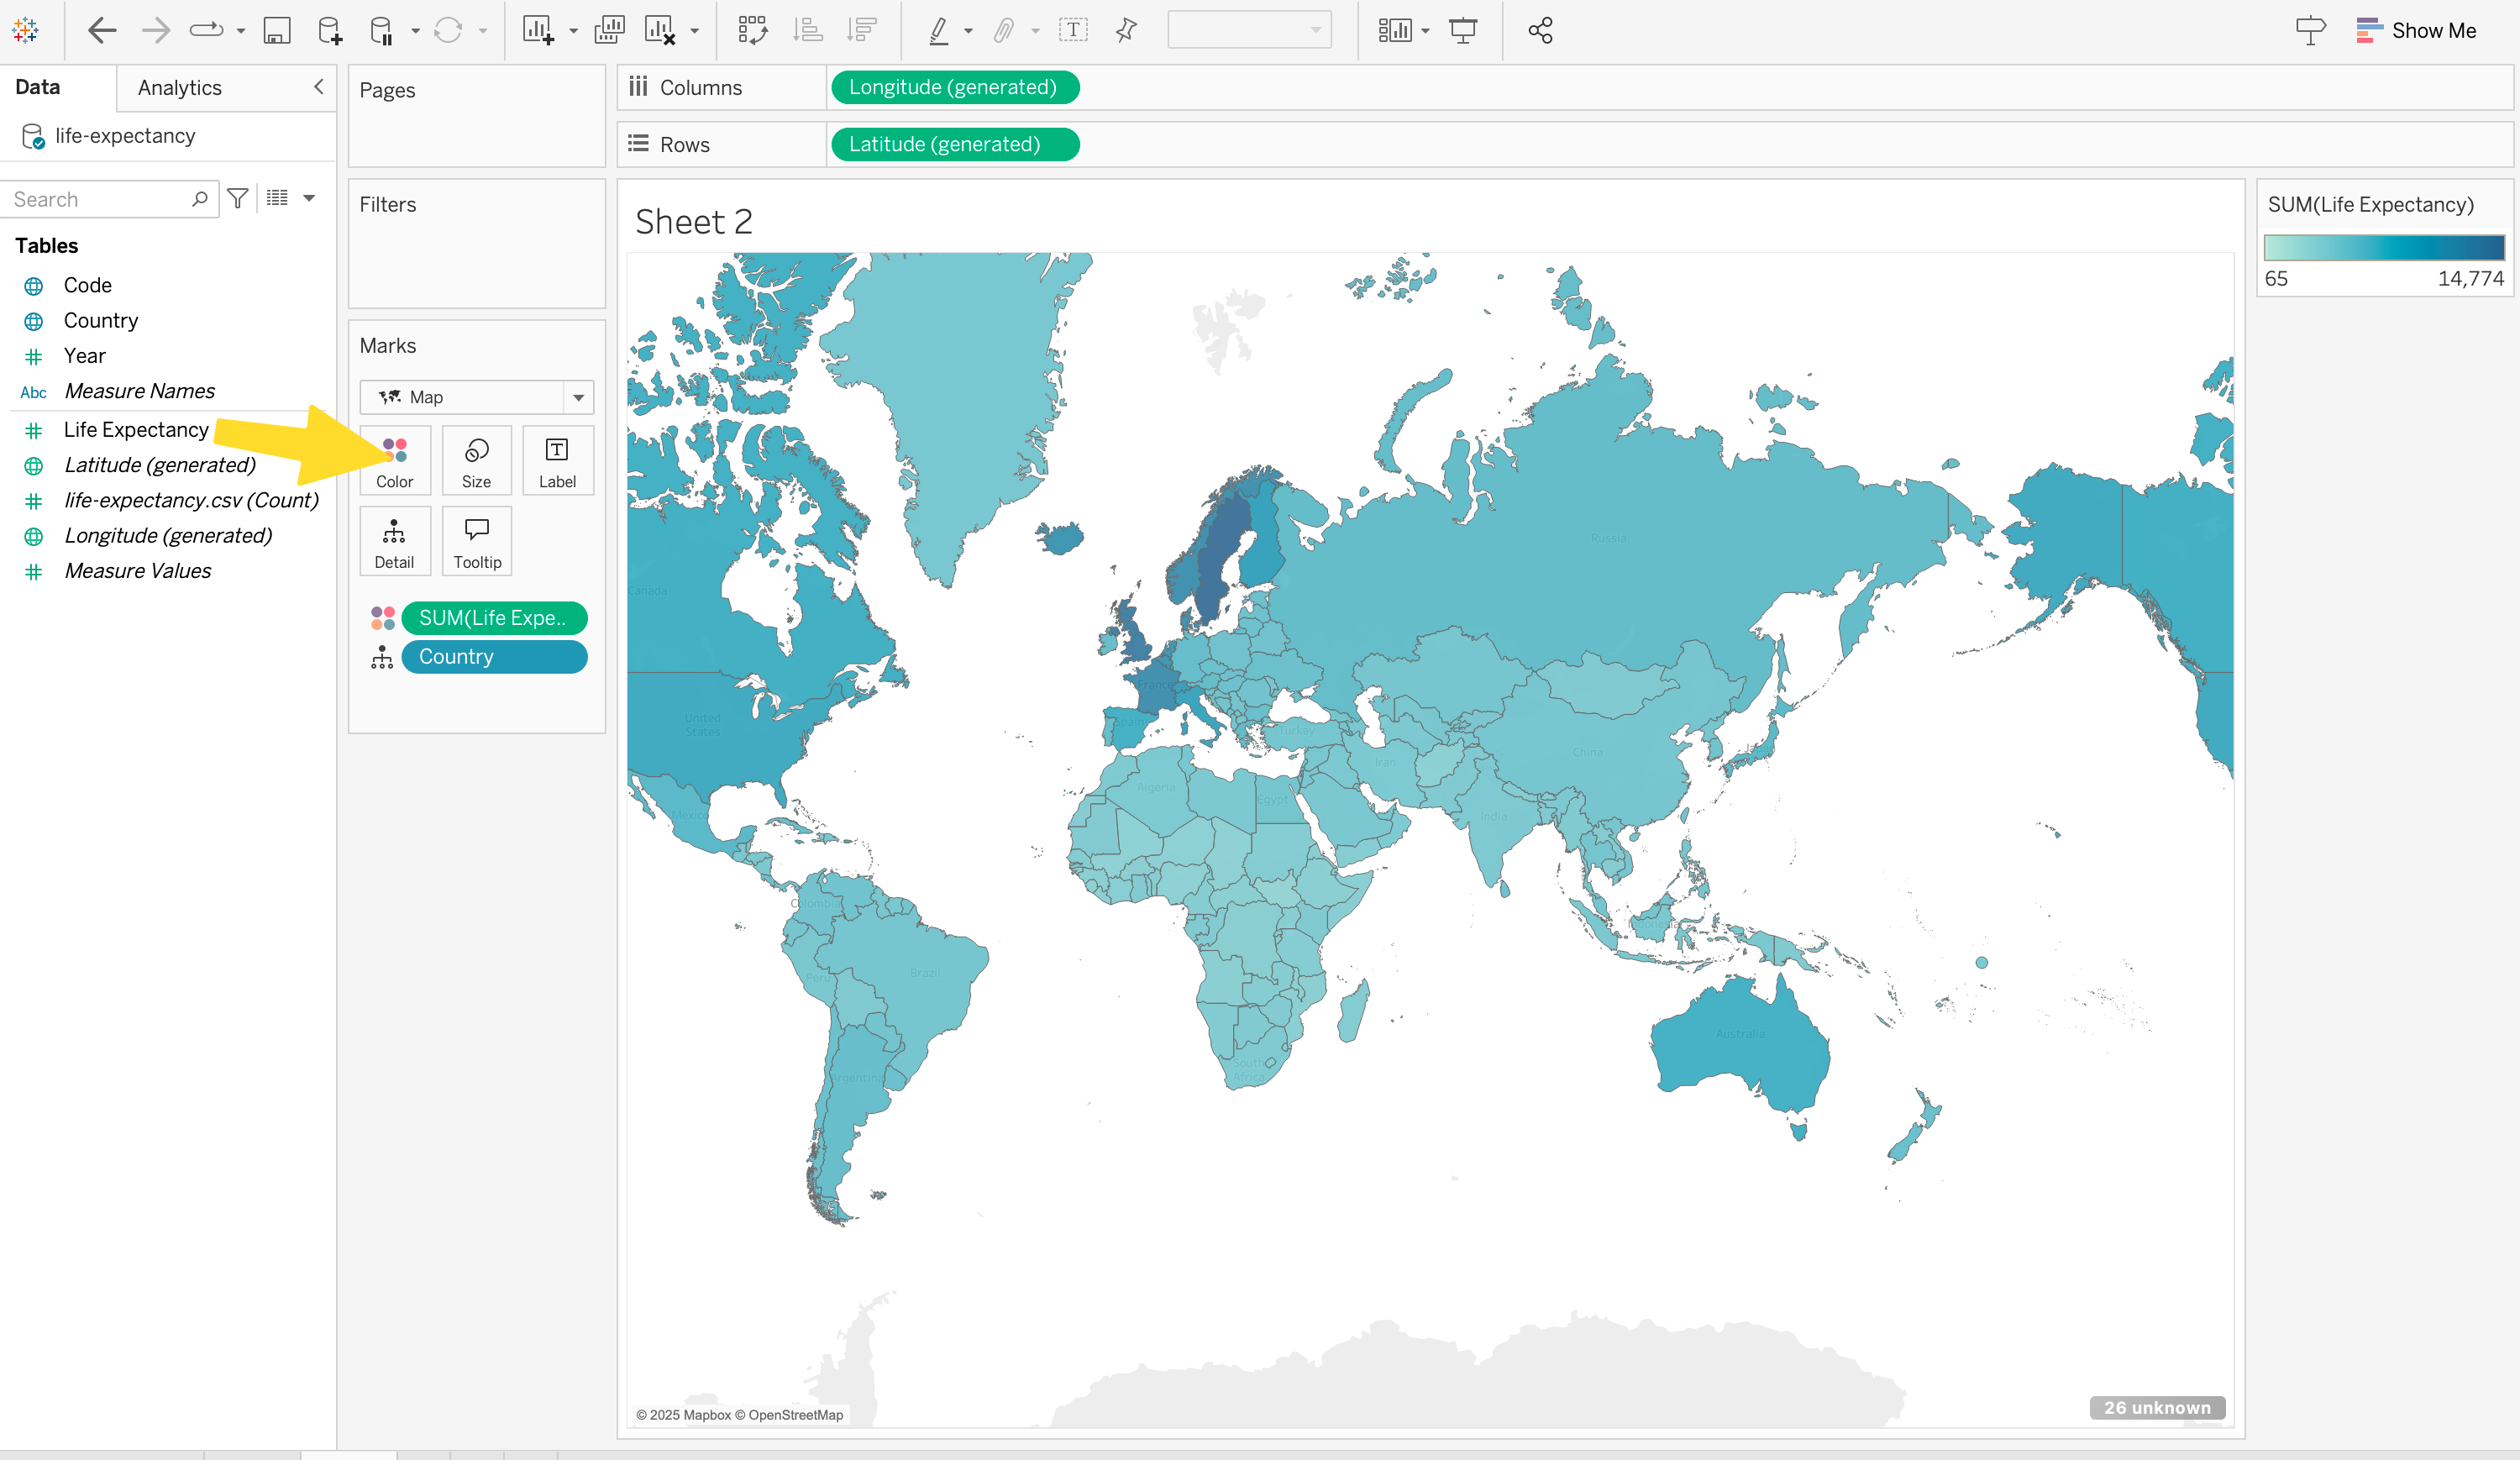 Show Me
Data
Analytics
life-expectancy
Search
Tables
Code
Country
Year
Abc
Measure Names
Life Expectancy
Latitude (generated)
life-expectancy.csv (Count)
Longitude (generated)
Measure Values
Pages
Filters
Marks
Map
Color
Size
T
Label
Detail
Tooltip
SUM(Life Expe..
Country
Columns
Longitude (generated)
Rows
Latitude (generated)
Sheet 2
Canada
Russia
United
States
France
Spain
Turkey
China
Iran
Algeria
Egypt
Mexico
India
Colombia
Indonesia
Brazil
Peru
Australia
South
Africa
Argentina
© 2025 Mapbox © OpenStreetMap
26 unknown
SUM(Life Expectancy)
65
14,774